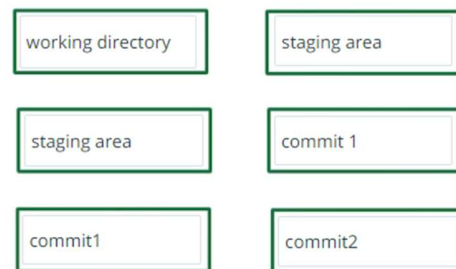 working directory
staging area
staging area
commit 1
commit1
commit2